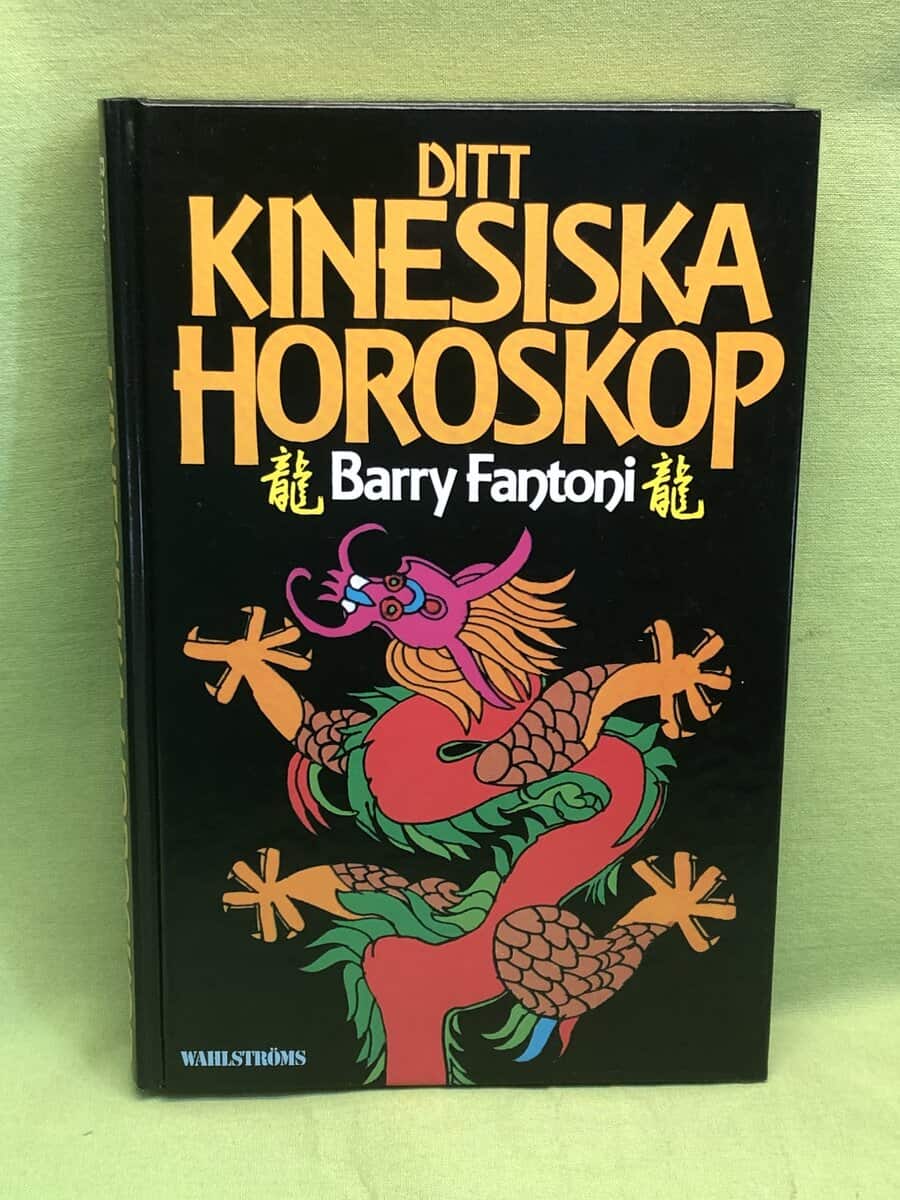 DITT
KINESISKA
HOROSKOP
龍 Barry Fantoni 龍
WAHLSTRÖMS